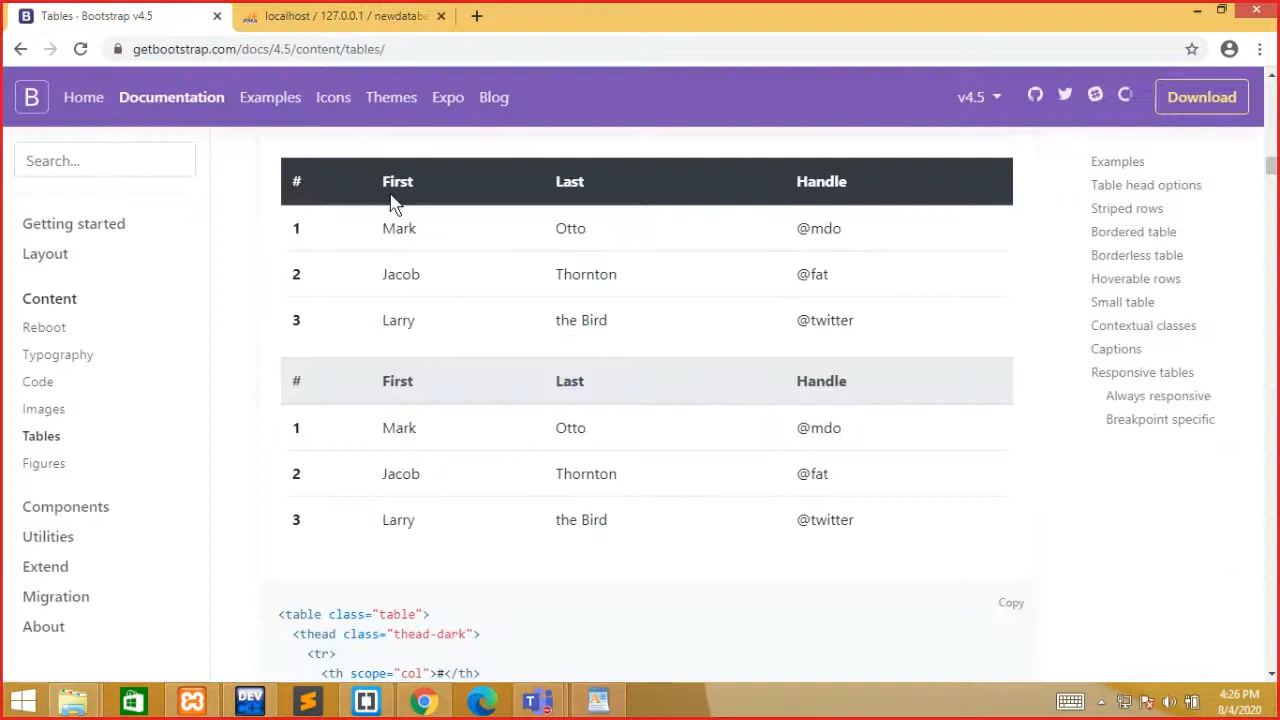 B Tables · Bootstrap v4.5
PMA localhost / 127.0.0.1 / newdataba
getbootstrap.com/docs/4.5/content/tables/
B Home Documentation Examples Icons Themes Expo Blog v4.5 Download
Search...
Getting started
Layout
Content
Reboot
Typography
Code
Images
Tables
Figures
Components
Utilities
Extend
Migration
About
# First Last Handle
1 Mark Otto @mdo
2 Jacob Thornton @fat
3 Larry the Bird @twitter
# First Last Handle
1 Mark Otto @mdo
2 Jacob Thornton @fat
3 Larry the Bird @twitter
Copy
<table class="table">
<thead class="thead-dark">
<tr>
<th scope="col">#</th>
Examples
Table head options
Striped rows
Bordered table
Borderless table
Hoverable rows
Small table
Contextual classes
Captions
Responsive tables
Always responsive
Breakpoint specific
DEV
4:26 PM
8/4/2020